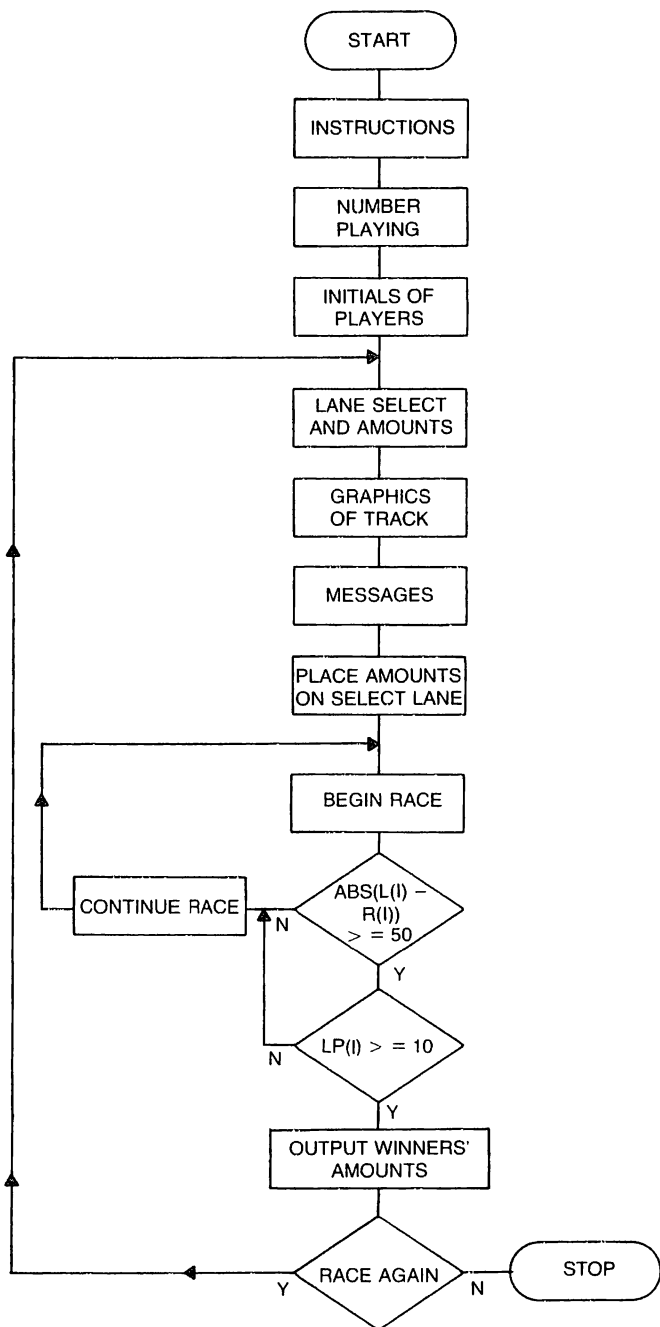 START
INSTRUCTIONS
NUMBER
PLAYING
INITIALS OF
PLAYERS
LANE SELECT
AND AMOUNTS
GRAPHICS
OF TRACK
MESSAGES
PLACE AMOUNTS
ON SELECT LANE
BEGIN RACE
CONTINUE RACE
N
ABS(L(I) –
R(I))
> = 50
Y
N
LP(I) > = 10
Y
OUTPUT WINNERS'
AMOUNTS
Y
RACE AGAIN
N
STOP